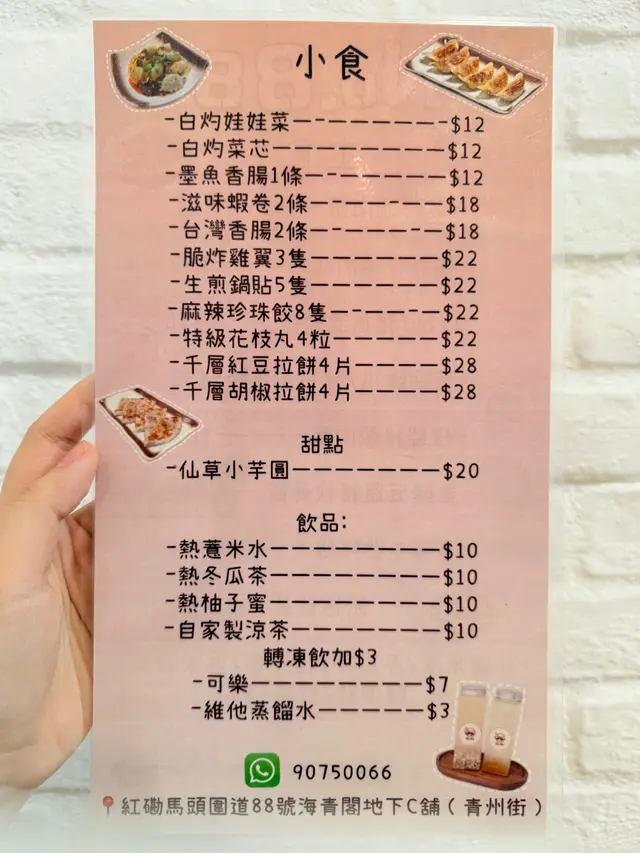 小食
-白灼娃娃菜--------$12
-白灼菜芯--------$12
-墨魚香腸1條-------$12
-滋味蝦卷2條-------$18
-台灣香腸2條-------$18
-脆炸雞翼3隻------$22
-生煎鍋貼5隻------$22
-麻辣珍珠餃8隻------$22
-特級花枝丸4粒-----$22
-千層紅豆拉餅4片----$28
-千層胡椒拉餅4片----$28
甜點
-仙草小芋圓-------$20
飲品:
-熱薏米水--------$10
-熱冬瓜茶--------$10
-熱柚子蜜--------$10
-自家製涼茶-------$10
轉凍飲加$3
-可樂--------$7
-維他蒸餾水-----$3
90750066
紅磡馬頭圍道88號海青閣地下C舖(青州街)